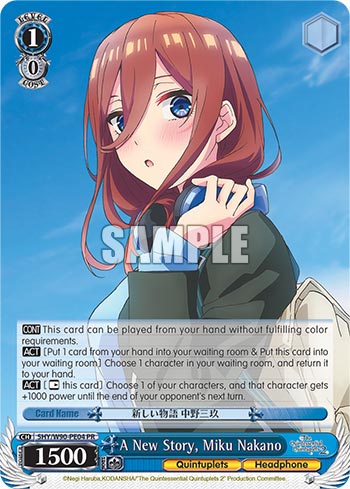 LEVEL
1
0
COST
SAMPLE
CONT This card can be played from your hand without fulfilling color
requirements.
ACT [Put 1 card from your hand into your waiting room & Put this card into
your waiting room] Choose 1 character in your waiting room, and return it
to your hand.
ACT [ this card] Choose 1 of your characters, and that character gets
+1000 power until the end of your opponent's next turn.
Card Name 新しい物語 中野三玖
5HY/W90-PE04 PR
A New Story, Miku Nakano
1500
Quintuplets Headphone
©Negi Haruba,KODANSHA/"The Quintessential Quintuplets 2" Production Committee.